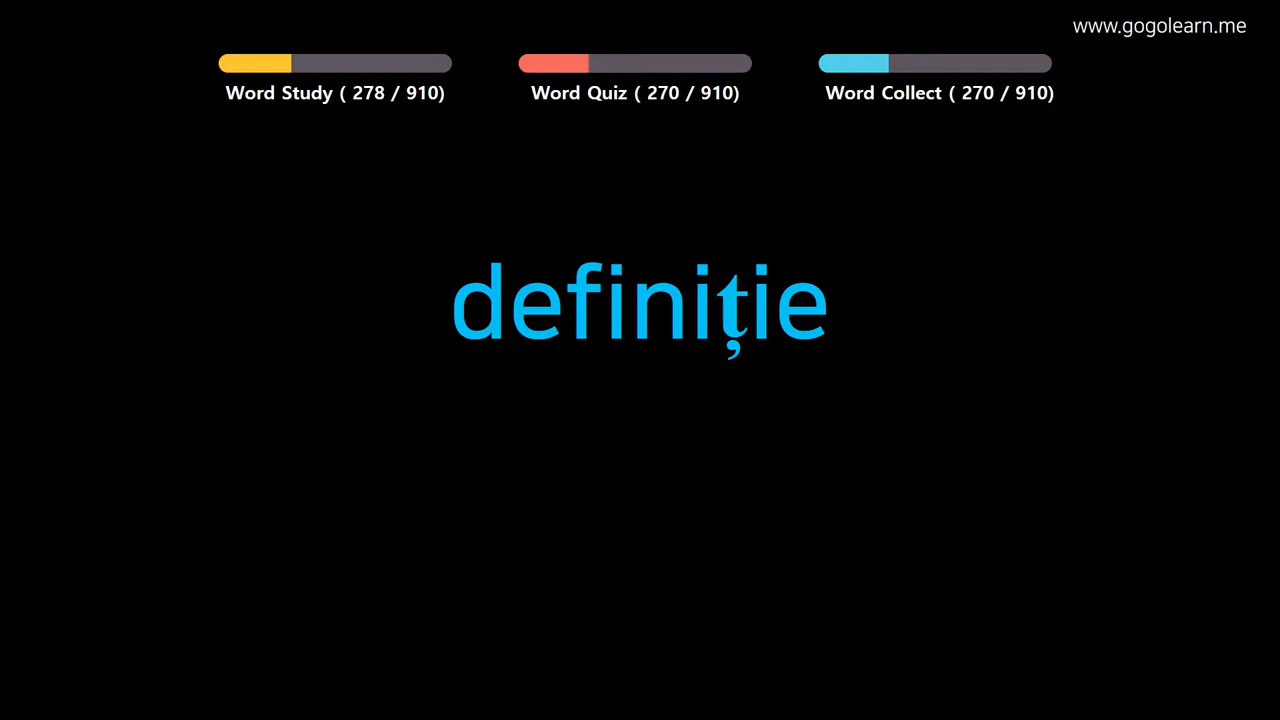 www.gogolearn.me
Word Study ( 278 / 910)
Word Quiz ( 270 / 910)
Word Collect ( 270 / 910)
definiție